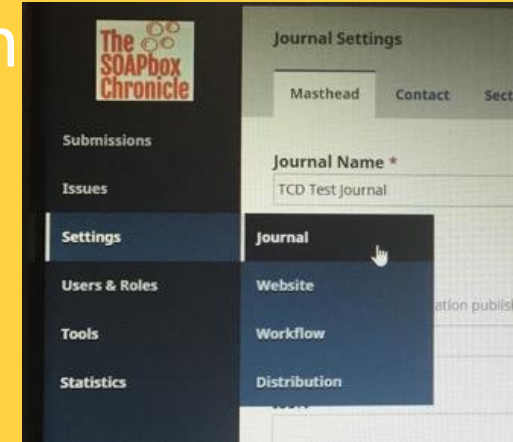 The
SOAPbox
Chronicle
Submissions
Issues
Settings
Users & Roles
Tools
Statistics
Journal Settings
Masthead Contact
Journal Name *
TCD Test Journal
Journal
Website
Workflow
Distribution